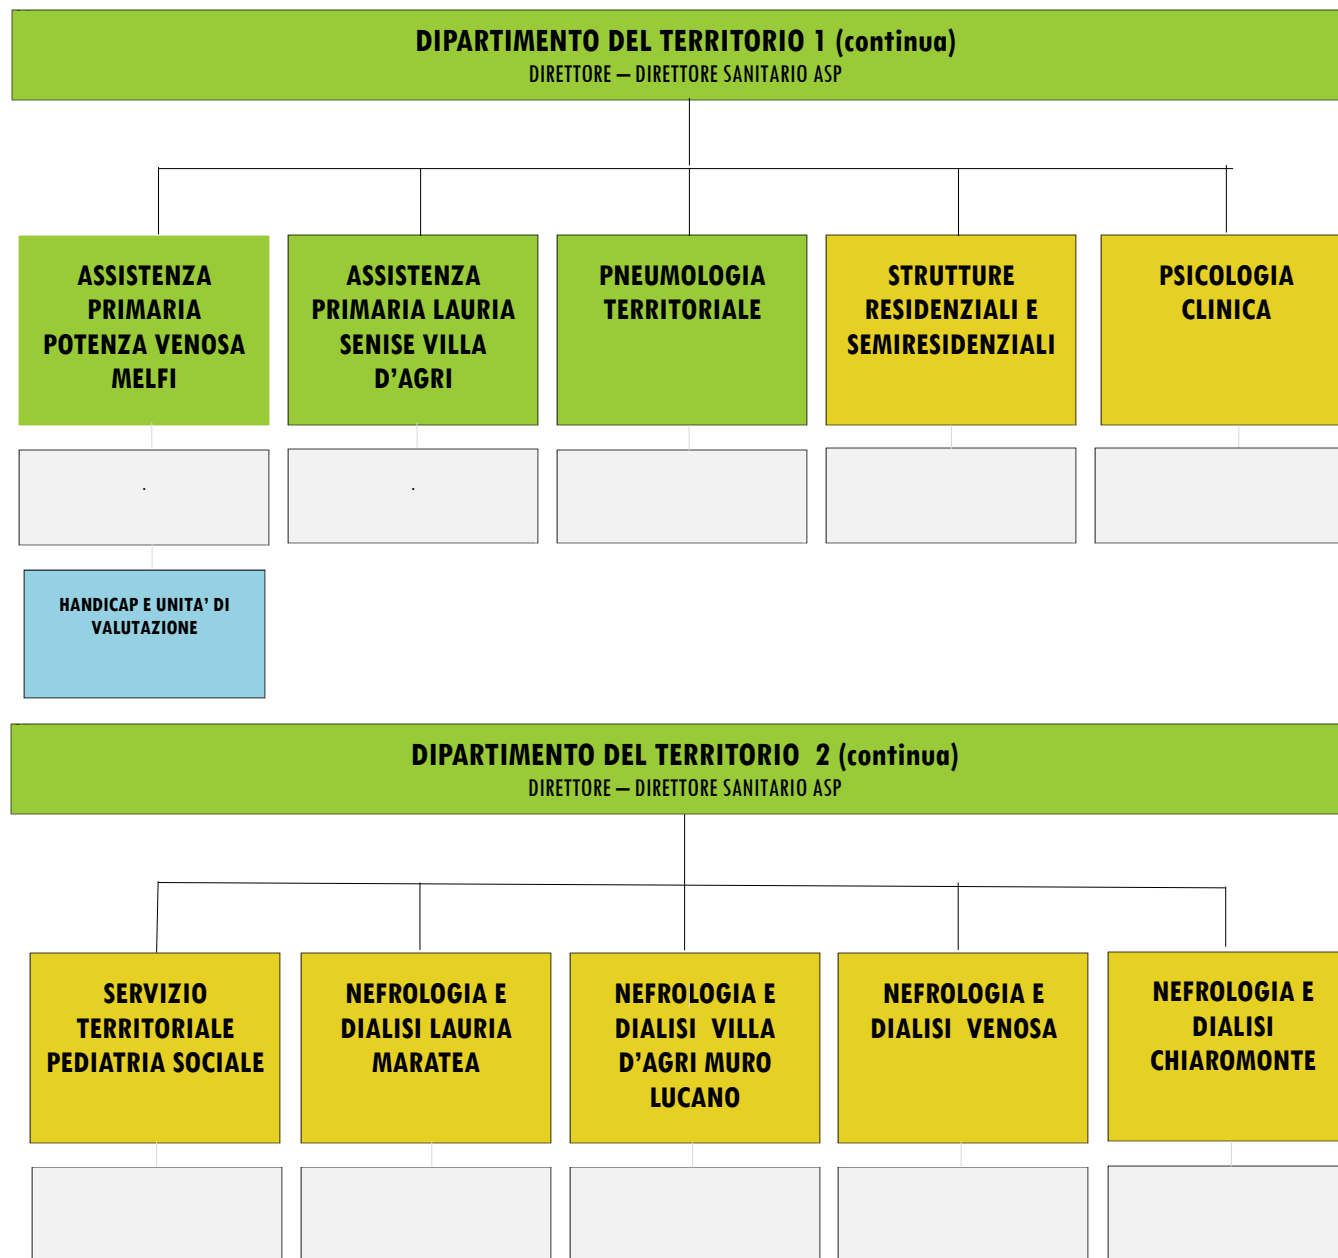 DIPARTIMENTO DEL TERRITORIO 1 (continua)
DIRETTORE – DIRETTORE SANITARIO ASP
ASSISTENZA
PRIMARIA
POTENZA VENOSA
MELFI
ASSISTENZA
PRIMARIA LAURIA
SENISE VILLA
D’AGRI
PNEUMOLOGIA
TERRITORIALE
STRUTTURE
RESIDENZIALI E
SEMIRESIDENZIALI
PSICOLOGIA
CLINICA
.
.
HANDICAP E UNITA’ DI
VALUTAZIONE
DIPARTIMENTO DEL TERRITORIO 2 (continua)
DIRETTORE – DIRETTORE SANITARIO ASP
SERVIZIO
TERRITORIALE
PEDIATRIA SOCIALE
NEFROLOGIA E
DIALISI LAURIA
MARATEA
NEFROLOGIA E
DIALISI VILLA
D’AGRI MURO
LUCANO
NEFROLOGIA E
DIALISI VENOSA
NEFROLOGIA E
DIALISI
CHIAROMONTE